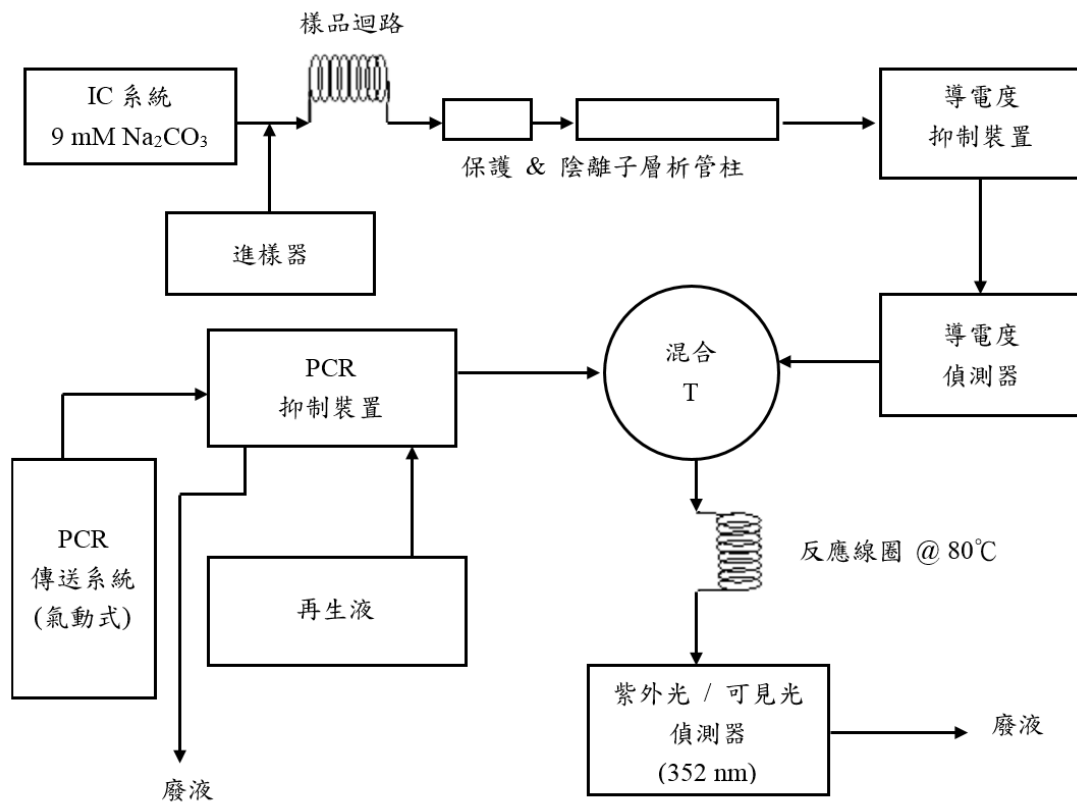 樣品迴路
IC 系統
9 mM Na₂CO₃
保護 & 陰離子層析管柱
導電度
抑制裝置
進樣器
導電度
偵測器
混合
T
PCR
抑制裝置
PCR
傳送系統
(氣動式)
再生液
反應線圈 @ 80℃
紫外光 / 可見光
偵測器
(352 nm)
廢液
廢液